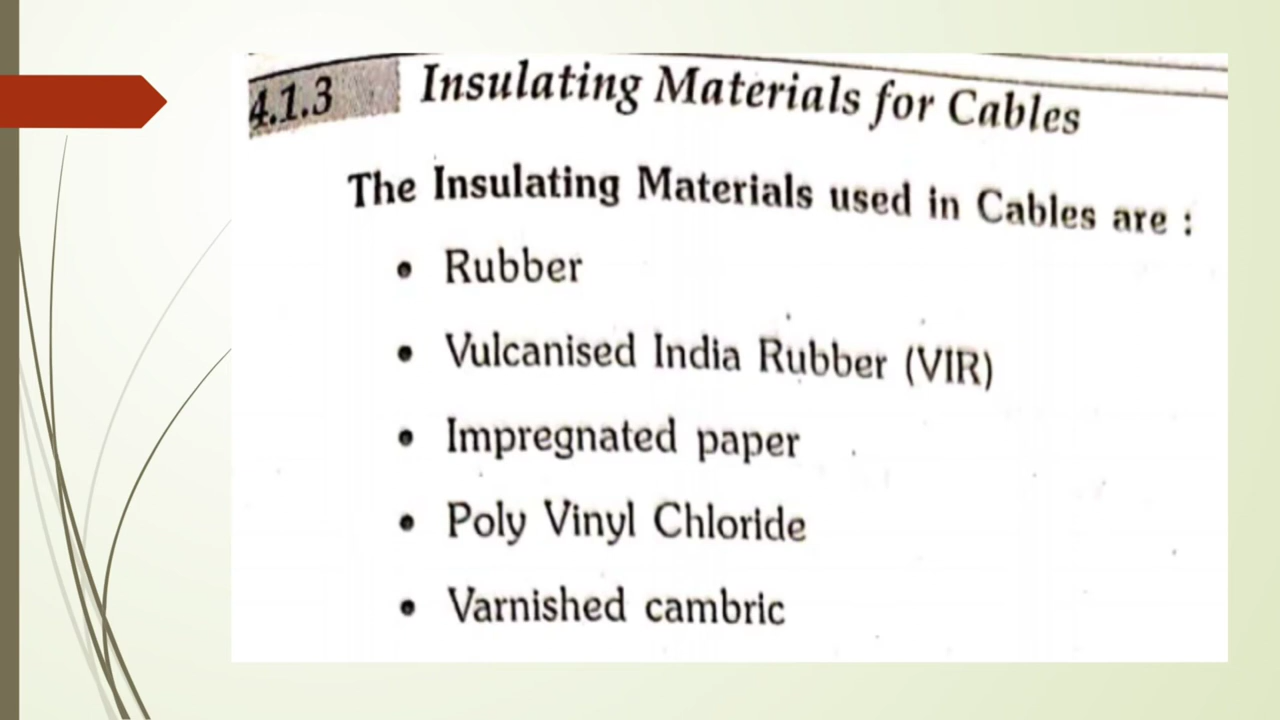 4.1.3 Insulating Materials for Cables
The Insulating Materials used in Cables are :
• Rubber
• Vulcanised India Rubber (VIR)
• Impregnated paper
• Poly Vinyl Chloride
• Varnished cambric